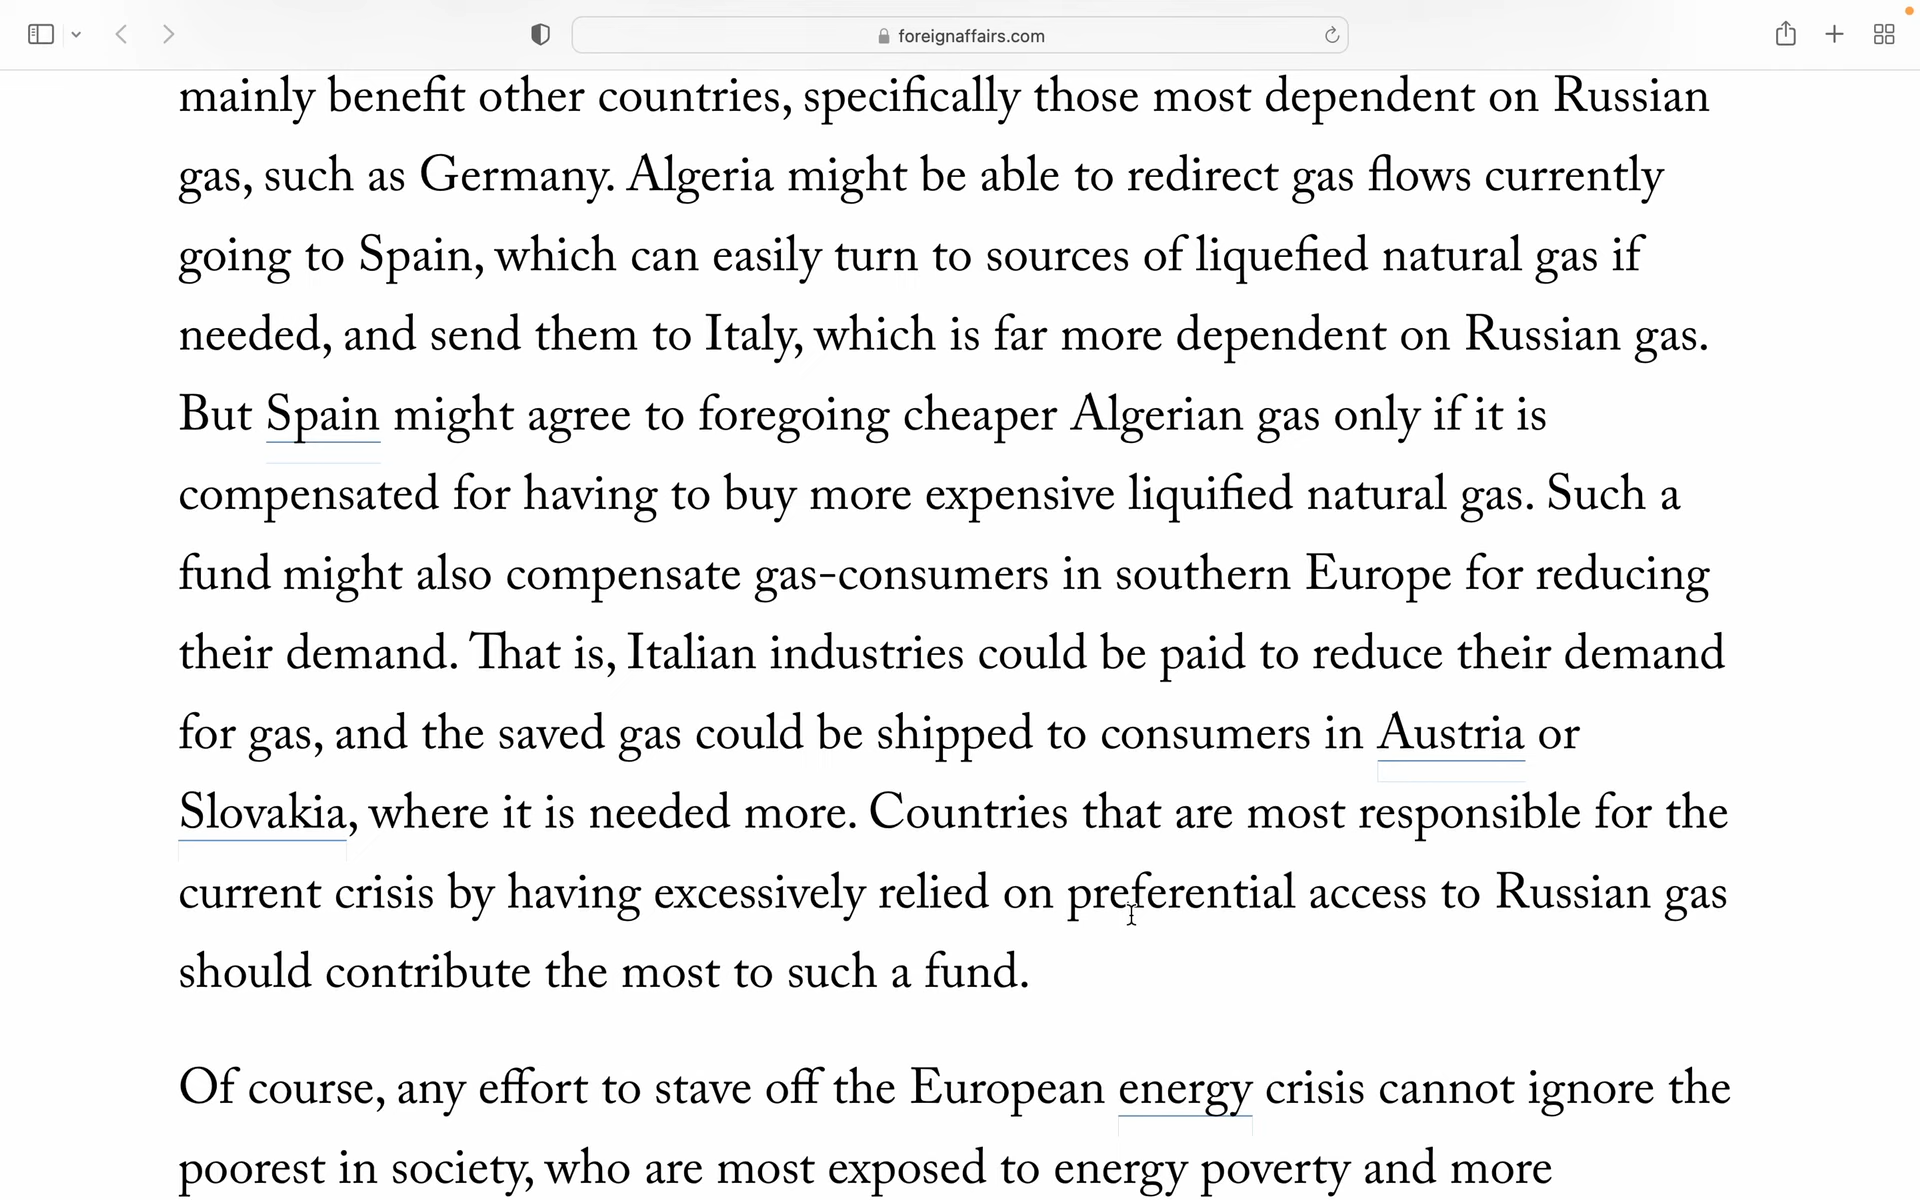 foreignaffairs.com
mainly benefit other countries, specifically those most dependent on Russian
gas, such as Germany. Algeria might be able to redirect gas flows currently
going to Spain, which can easily turn to sources of liquefied natural gas if
needed, and send them to Italy, which is far more dependent on Russian gas.
But Spain might agree to foregoing cheaper Algerian gas only if it is
compensated for having to buy more expensive liquified natural gas. Such a
fund might also compensate gas-consumers in southern Europe for reducing
their demand. That is, Italian industries could be paid to reduce their demand
for gas, and the saved gas could be shipped to consumers in Austria or
Slovakia, where it is needed more. Countries that are most responsible for the
current crisis by having excessively relied on preferential access to Russian gas
should contribute the most to such a fund.
Of course, any effort to stave off the European energy crisis cannot ignore the
poorest in society, who are most exposed to energy poverty and more